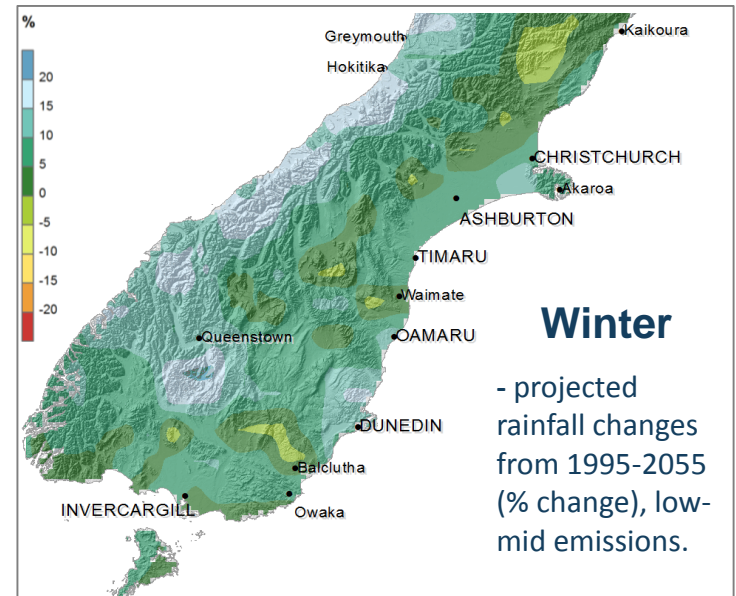 %
20
15
10
5
0
-5
-10
-15
-20
Greymouth
Kaikoura
Hokitika
CHRISTCHURCH
Akaroa
ASHBURTON
TIMARU
Waimate
Queenstown
OAMARU
DUNEDIN
Balclutha
INVERCARGILL
Owaka
Winter
- projected
rainfall changes
from 1995-2055
(% change), low-
mid emissions.